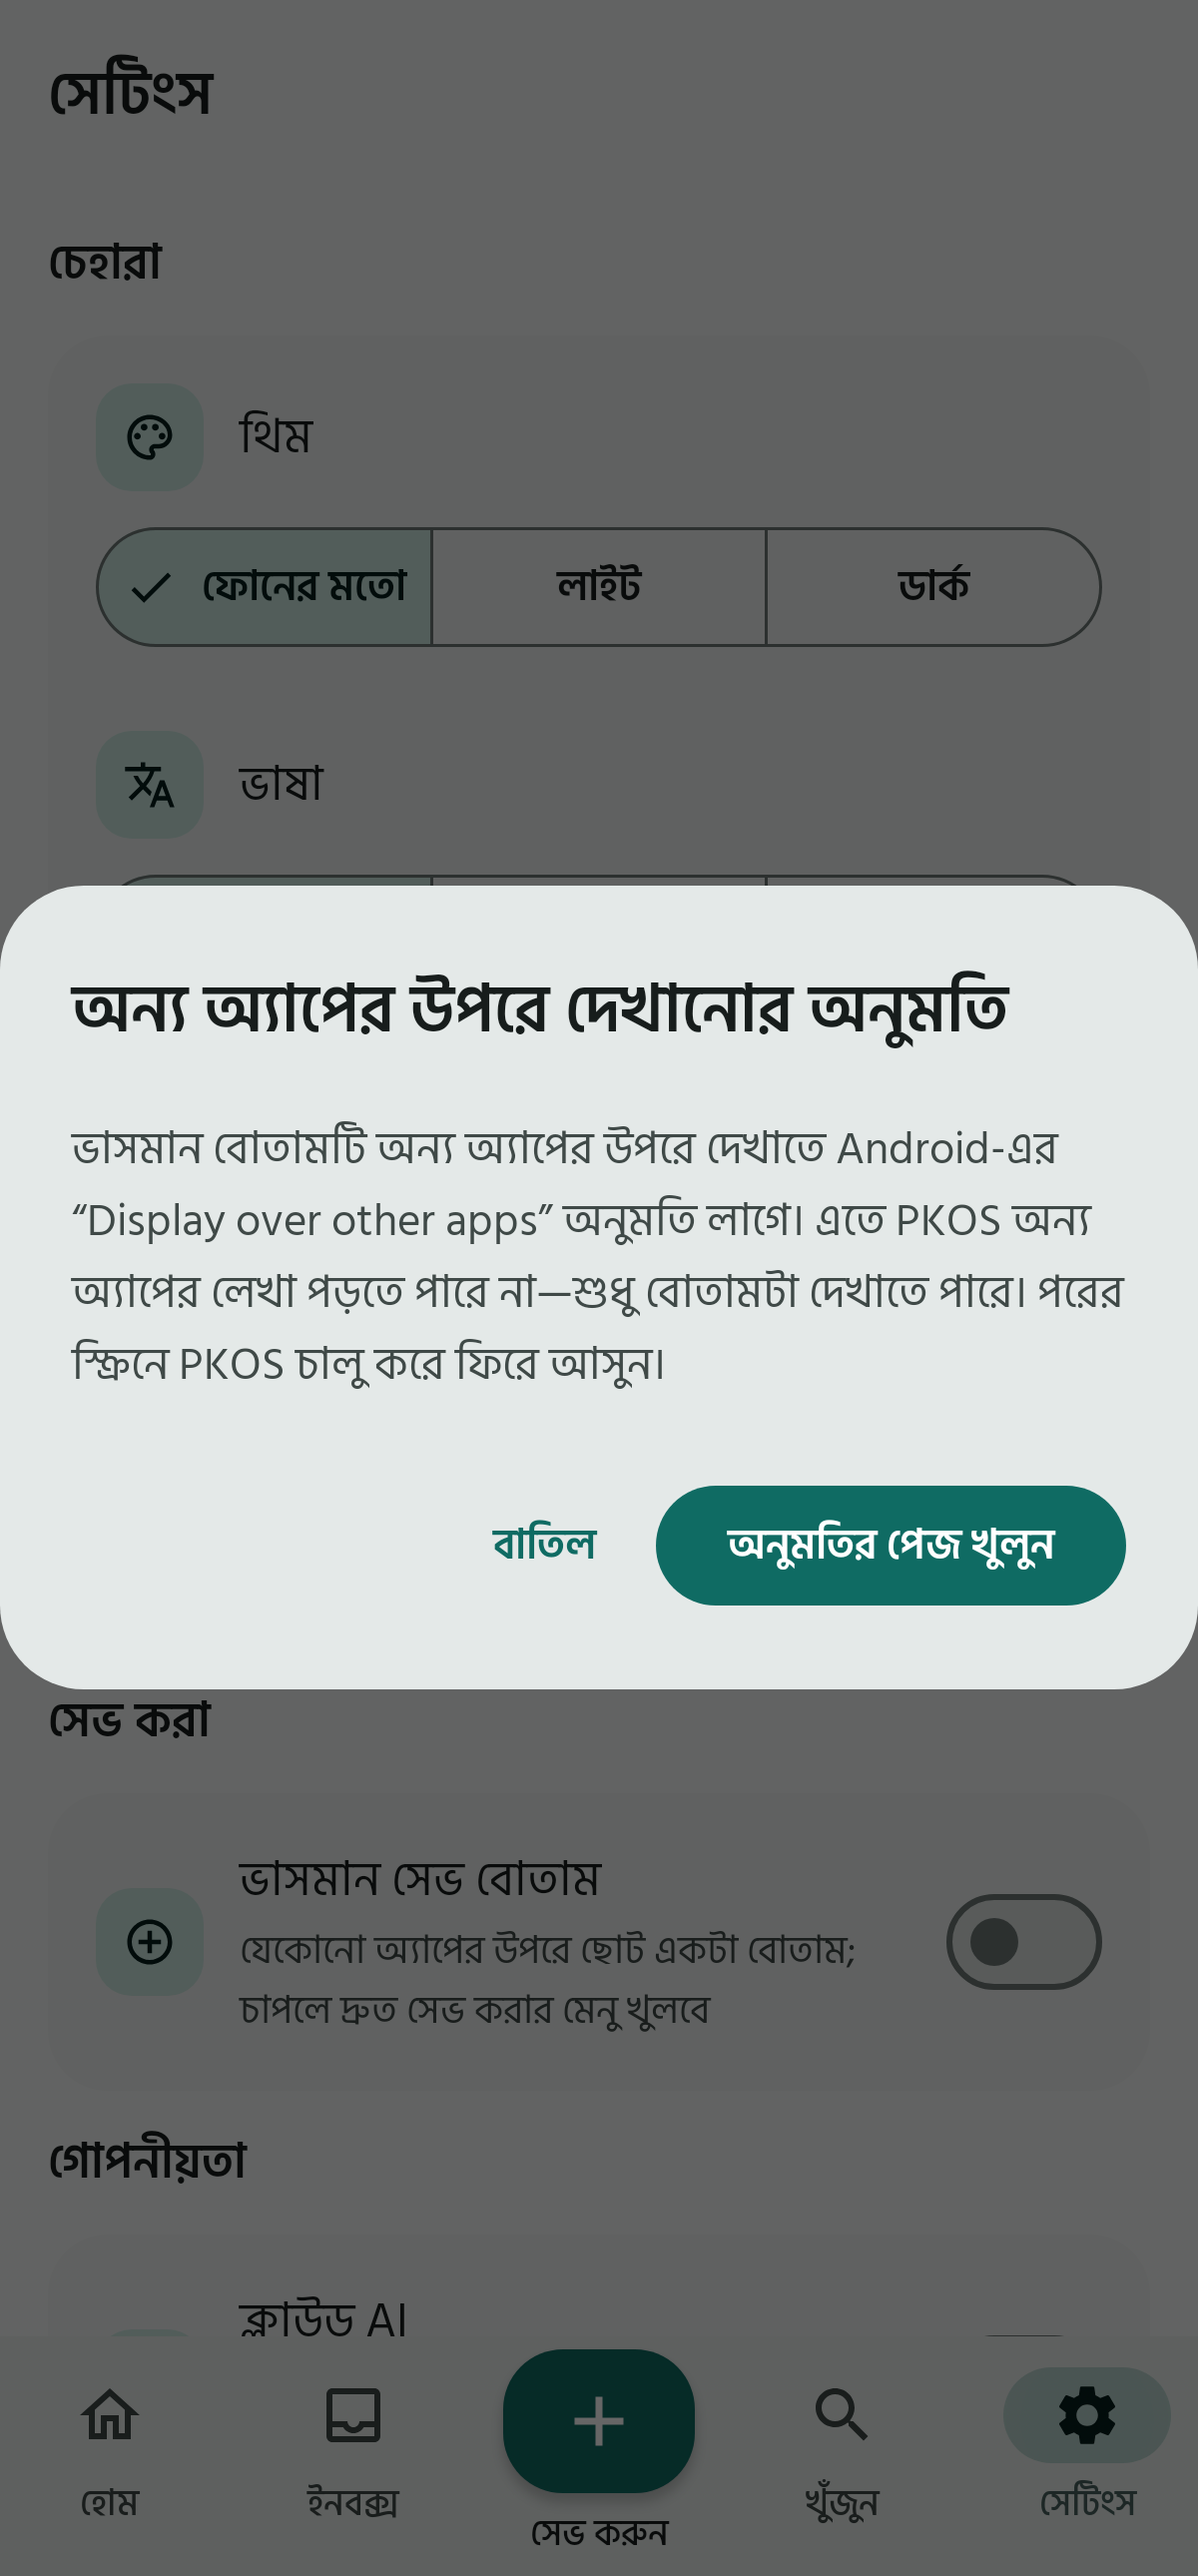 সেটিংস
চেহারা
থিম
ফোনের মতো
লাইট
ডার্ক
ভাষা
অন্য অ্যাপের উপরে দেখানোর অনুমতি
ভাসমান বোতামটি অন্য অ্যাপের উপরে দেখাতে Android-এর
“Display over other apps” অনুমতি লাগে। এতে PKOS অন্য
অ্যাপের লেখা পড়তে পারে না—শুধু বোতামটা দেখাতে পারে। পরের
স্ক্রিনে PKOS চালু করে ফিরে আসুন।
বাতিল
অনুমতির পেজ খুলুন
সেভ করা
ভাসমান সেভ বোতাম
যেকোনো অ্যাপের উপরে ছোট একটা বোতাম;
চাপলে দ্রুত সেভ করার মেনু খুলবে
গোপনীয়তা
ক্লাউড AI
হোম
ইনবক্স
সেভ করুন
খুঁজুন
সেটিংস